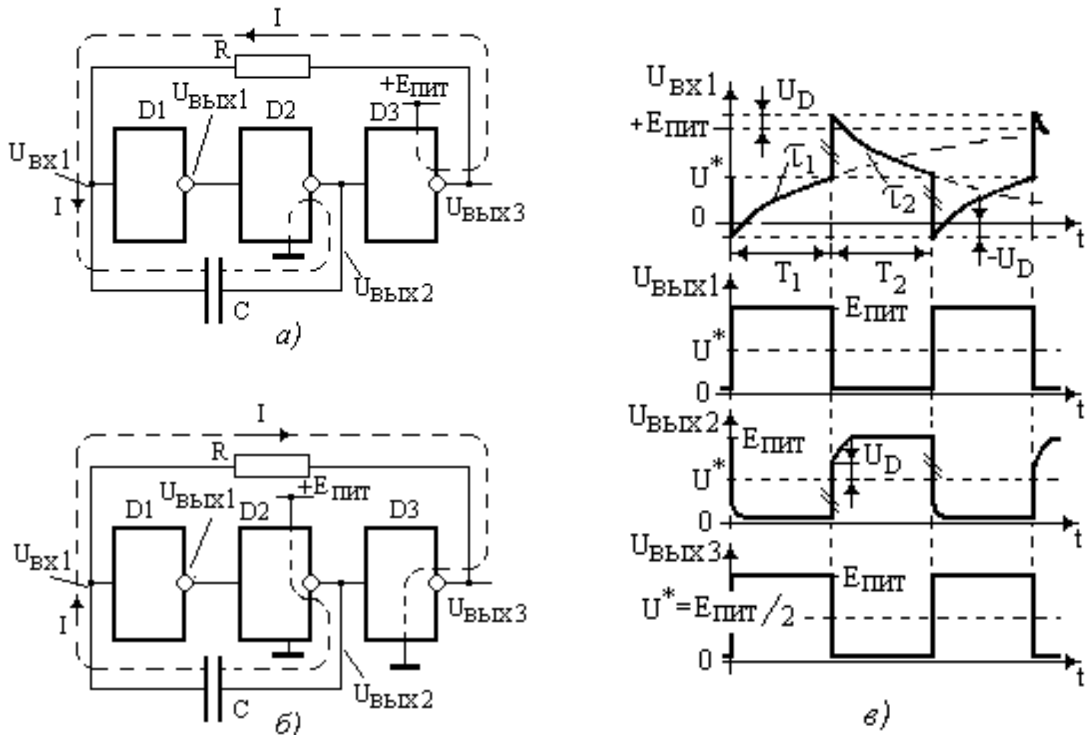 I
R
+EПИТ
UВЫХ1
D1
D2
D3
UВХ1
I
UВЫХ3
UВЫХ2
C
а)
I
R
+EПИТ
UВЫХ1
D1
D2
D3
UВХ1
I
UВЫХ3
UВЫХ2
C
б)
UВХ1
UD
+EПИТ
U*
τ1
τ2
0
t
-UD
T1
T2
UВЫХ1
EПИТ
U*
0
t
UВЫХ2
EПИТ
UD
U*
0
t
UВЫХ3
EПИТ
U*=EПИТ/2
0
t
в)